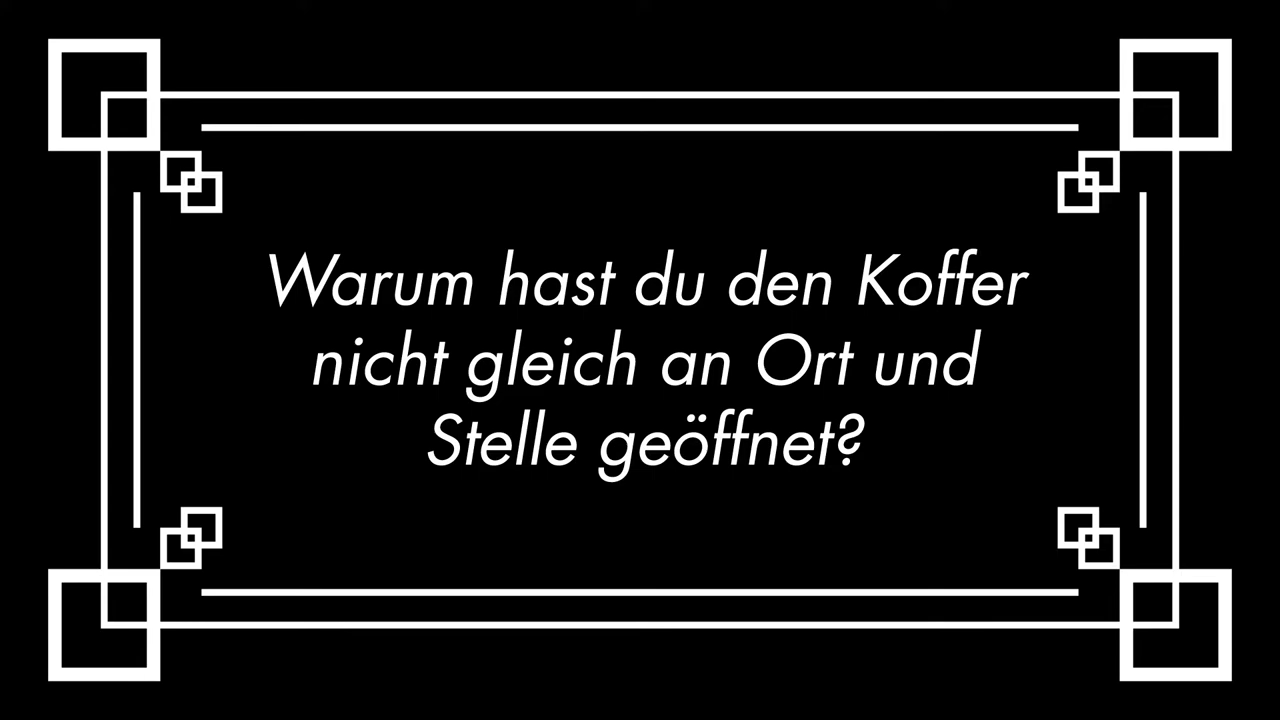 Warum hast du den Koffer
nicht gleich an Ort und
Stelle geöffnet?